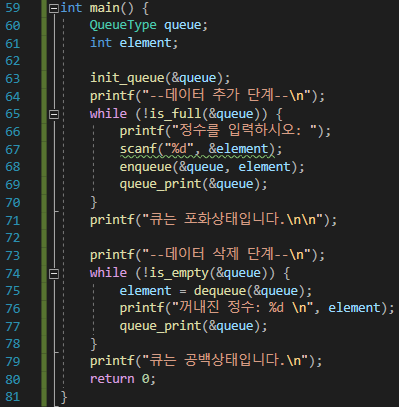 59 int main() {
60 QueueType queue;
61 int element;
62
63 init_queue(&queue);
64 printf("--데이터 추가 단계--\n");
65 while (!is_full(&queue)) {
66 printf("정수를 입력하시오: ");
67 scanf("%d", &element);
68 enqueue(&queue, element);
69 queue_print(&queue);
70 }
71 printf("큐는 포화상태입니다.\n\n");
72
73 printf("--데이터 삭제 단계--\n");
74 while (!is_empty(&queue)) {
75 element = dequeue(&queue);
76 printf("꺼내진 정수: %d \n", element);
77 queue_print(&queue);
78 }
79 printf("큐는 공백상태입니다.\n");
80 return 0;
81 }